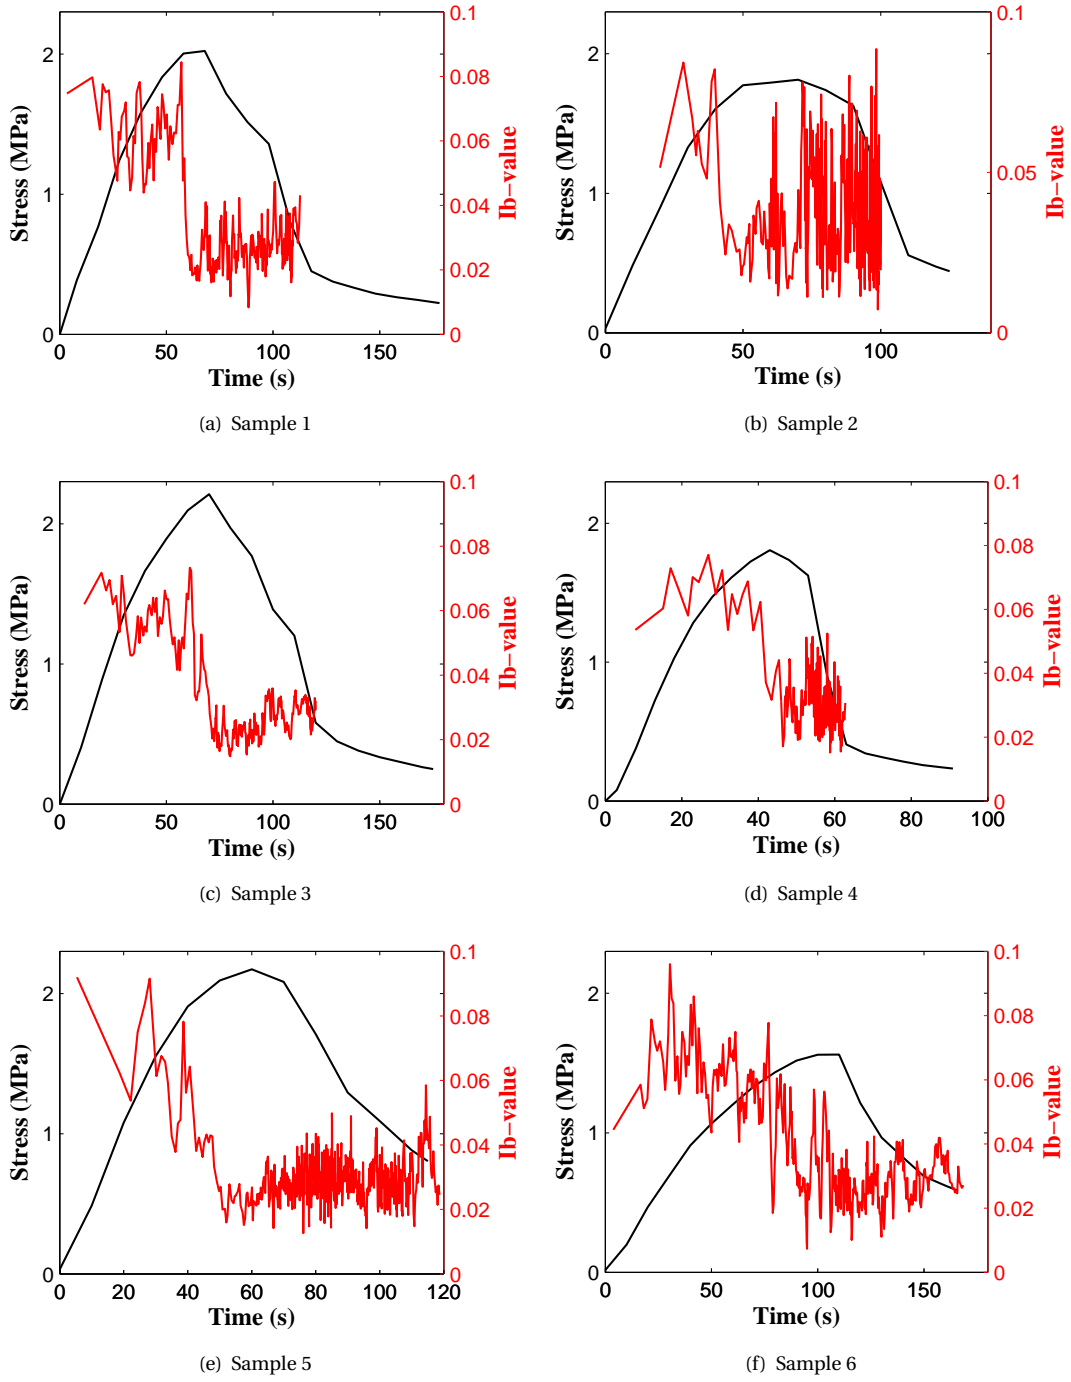 0.1
0.08
0.06
0.04
0.02
0
2
1
0
0 50 100 150
Stress (MPa)
Ib−value
Time (s)
(a) Sample 1
0.1
0.05
0
2
1
0
0 50 100
Stress (MPa)
Ib−value
Time (s)
(b) Sample 2
0.1
0.08
0.06
0.04
0.02
0
2
1
0
0 50 100 150
Stress (MPa)
Ib−value
Time (s)
(c) Sample 3
0.1
0.08
0.06
0.04
0.02
0
2
1
0
0 20 40 60 80 100
Stress (MPa)
Ib−value
Time (s)
(d) Sample 4
0.1
0.08
0.06
0.04
0.02
0
2
1
0
0 20 40 60 80 100 120
Stress (MPa)
Ib−value
Time (s)
(e) Sample 5
0.1
0.08
0.06
0.04
0.02
0
2
1
0
0 50 100 150
Stress (MPa)
Ib−value
Time (s)
(f) Sample 6